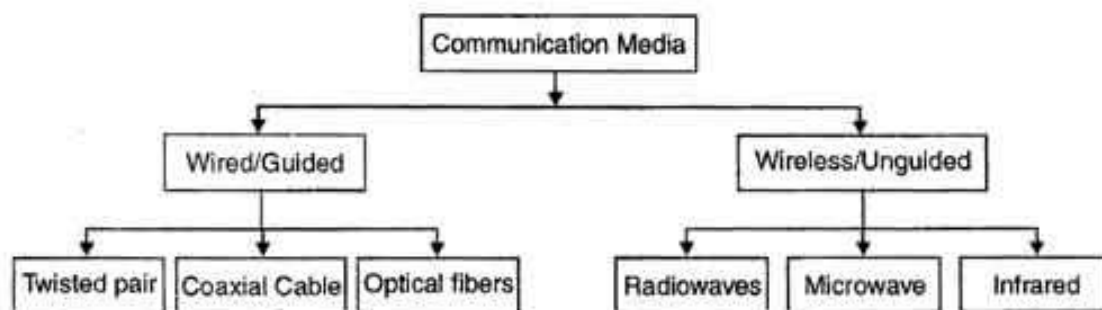 Communication Media
Wired/Guided
Wireless/Unguided
Twisted pair
Coaxial Cable
Optical fibers
Radiowaves
Microwave
Infrared